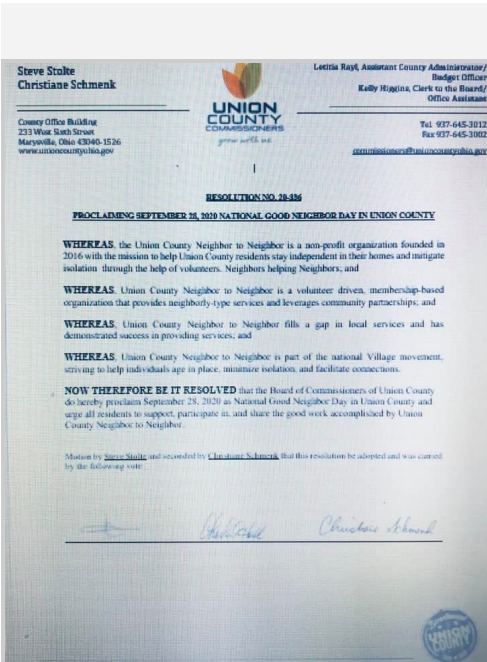 Steve Stolte
Christiane Schmenk
County Office Building
233 West Sixth Street
Marysville, Ohio 43040-1526
www.unioncountyohio.gov
UNION
COUNTY
COMMISSIONERS
grow with us
Letitia Rayl, Assistant County Administrator/
Budget Officer
Kelly Higgins, Clerk to the Board/
Office Assistant
Tel 937-645-3012
Fax 937-645-3002
commissioners@unioncountyohio.gov
RESOLUTION NO. 20-336
PROCLAIMING SEPTEMBER 28, 2020 NATIONAL GOOD NEIGHBOR DAY IN UNION COUNTY
WHEREAS, the Union County Neighbor to Neighbor is a non-profit organization founded in
2016 with the mission to help Union County residents stay independent in their homes and mitigate
isolation through the help of volunteers. Neighbors helping Neighbors; and
WHEREAS, Union County Neighbor to Neighbor is a volunteer driven, membership-based
organization that provides neighborly-type services and leverages community partnerships; and
WHEREAS, Union County Neighbor to Neighbor fills a gap in local services and has
demonstrated success in providing services; and
WHEREAS, Union County Neighbor to Neighbor is part of the national Village movement,
striving to help individuals age in place, minimize isolation, and facilitate connections.
NOW THEREFORE BE IT RESOLVED that the Board of Commissioners of Union County
do hereby proclaim September 28, 2020 as National Good Neighbor Day in Union County and
urge all residents to support, participate in, and share the good work accomplished by Union
County Neighbor to Neighbor.
Motion by Steve Stolte and seconded by Christiane Schmenk that this resolution be adopted and was carried
by the following vote:
Christiane Schmenk
UNION
COUNTY